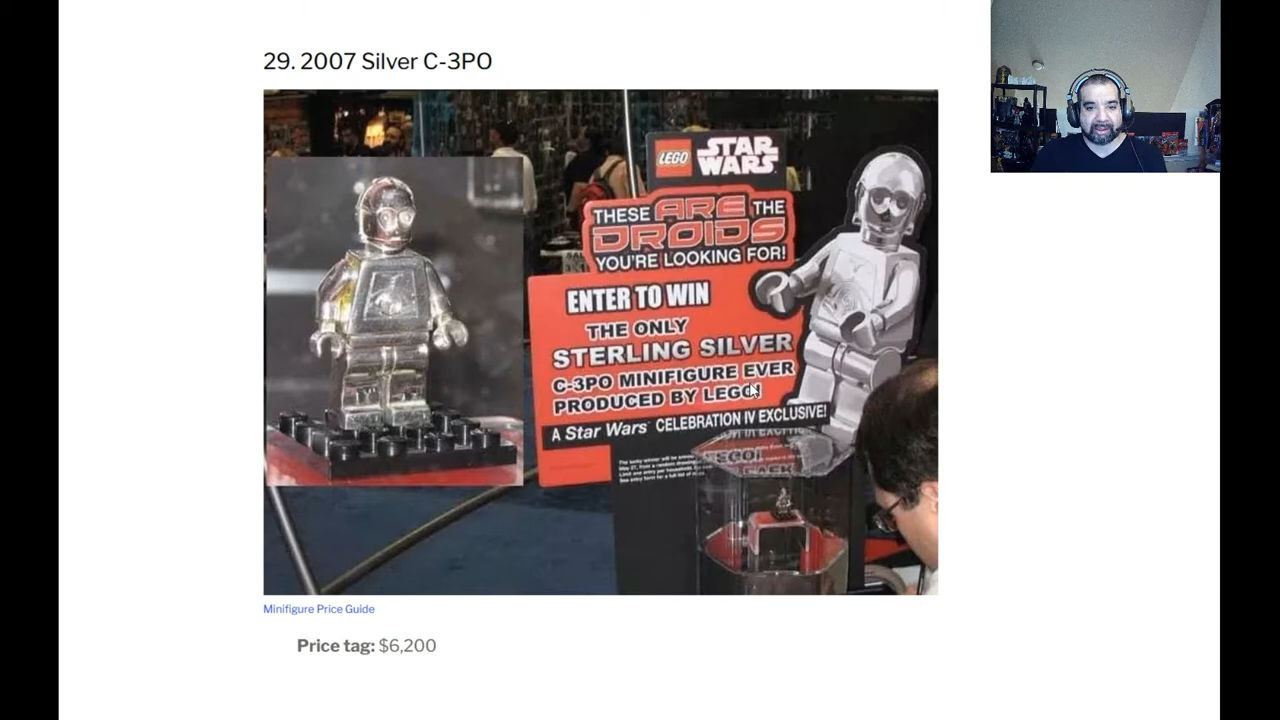 29. 2007 Silver C-3PO
LEGO STAR WARS
THESE ARE THE
DROIDS
YOU'RE LOOKING FOR!
ENTER TO WIN
THE ONLY
STERLING SILVER
C-3PO MINIFIGURE EVER
PRODUCED BY LEGO!
A Star Wars CELEBRATION IV EXCLUSIVE!
Minifigure Price Guide
Price tag: $6,200